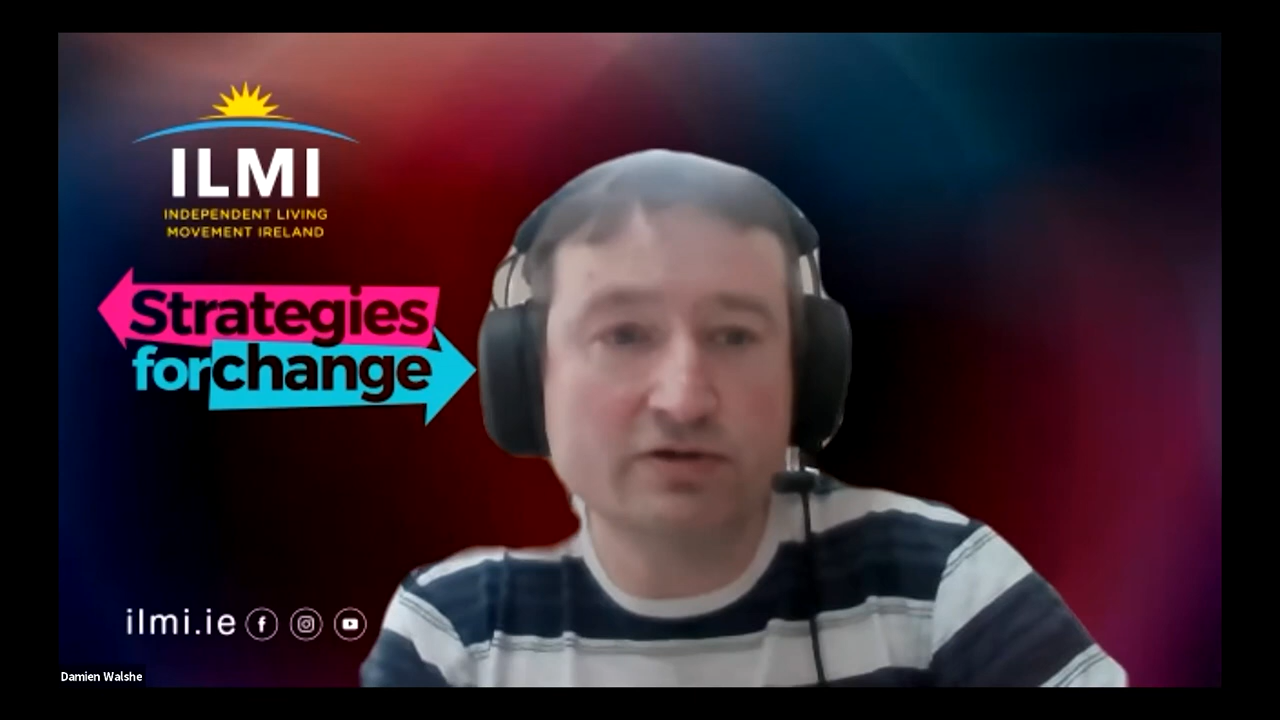 ILMI
INDEPENDENT LIVING
MOVEMENT IRELAND
Strategies
forchange
ilmi.ie
Damien Walshe